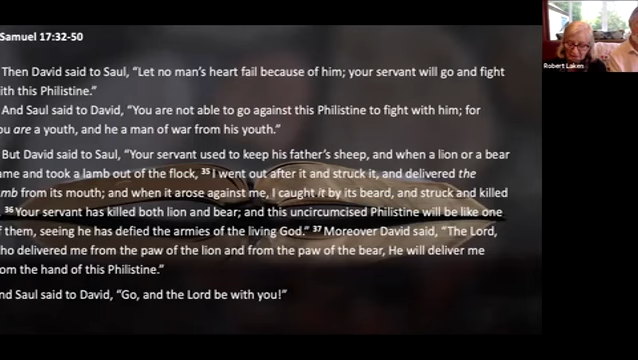 Samuel 17:32-50
Then David said to Saul, “Let no man’s heart fail because of him; your servant will go and fight
ith this Philistine.”
And Saul said to David, “You are not able to go against this Philistine to fight with him; for
ou are a youth, and he a man of war from his youth.”
But David said to Saul, “Your servant used to keep his father’s sheep, and when a lion or a bear
ame and took a lamb out of the flock, 35 I went out after it and struck it, and delivered the
mb from its mouth; and when it arose against me, I caught it by its beard, and struck and killed
. 36 Your servant has killed both lion and bear; and this uncircumcised Philistine will be like one
f them, seeing he has defied the armies of the living God.” 37 Moreover David said, “The Lord,
ho delivered me from the paw of the lion and from the paw of the bear, He will deliver me
om the hand of this Philistine.”
nd Saul said to David, “Go, and the Lord be with you!”
Robert Laken